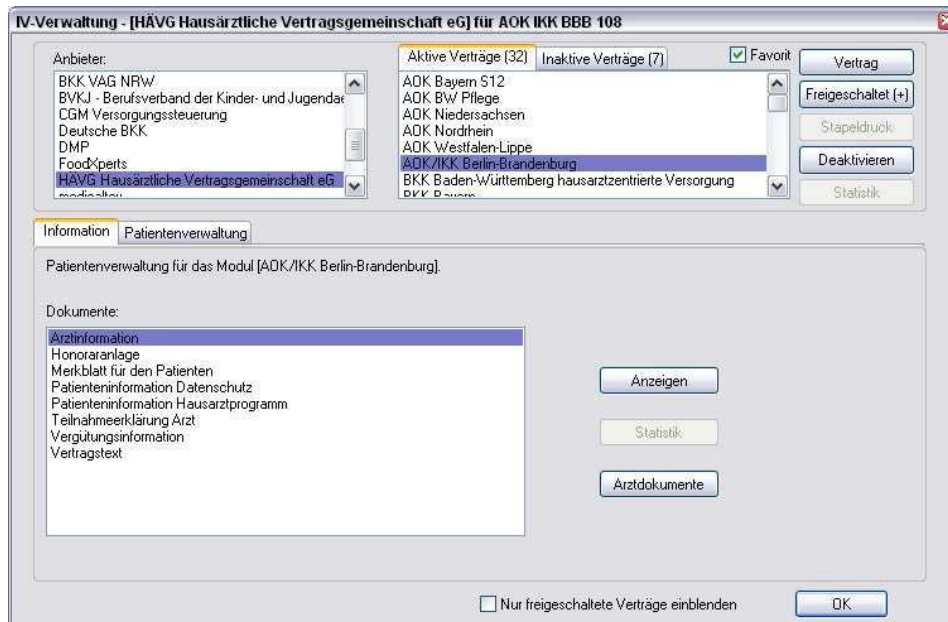 IV-Verwaltung - [HÄVG Hausärztliche Vertragsgemeinschaft eG] für AOK IKK BBB 108
Anbieter:
BKK VAG NRW
BVKJ - Berufsverband der Kinder- und Jugendae
CGM Versorgungssteuerung
Deutsche BKK
DMP
FoodXperts
HÄVG Hausärztliche Vertragsgemeinschaft eG
Aktive Verträge (32)
Inaktive Verträge (7)
Favorit
AOK Bayern S12
AOK BW Pflege
AOK Niedersachsen
AOK Nordrhein
AOK Westfalen-Lippe
AOK/IKK Berlin-Brandenburg
BKK Baden-Württemberg hausarztzentrierte Versorgung
BKK Bayern
Vertrag
Freigeschaltet (+)
Stapeldruck
Deaktivieren
Statistik
Information
Patientenverwaltung
Patientenverwaltung für das Modul [AOK/IKK Berlin-Brandenburg].
Dokumente:
Arztinformation
Honoraranlage
Merkblatt für den Patienten
Patienteninformation Datenschutz
Patienteninformation Hausarztprogramm
Teilnahmeerklärung Arzt
Vergütungsinformation
Vertragstext
Anzeigen
Statistik
Arztdokumente
Nur freigeschaltete Verträge einblenden
OK